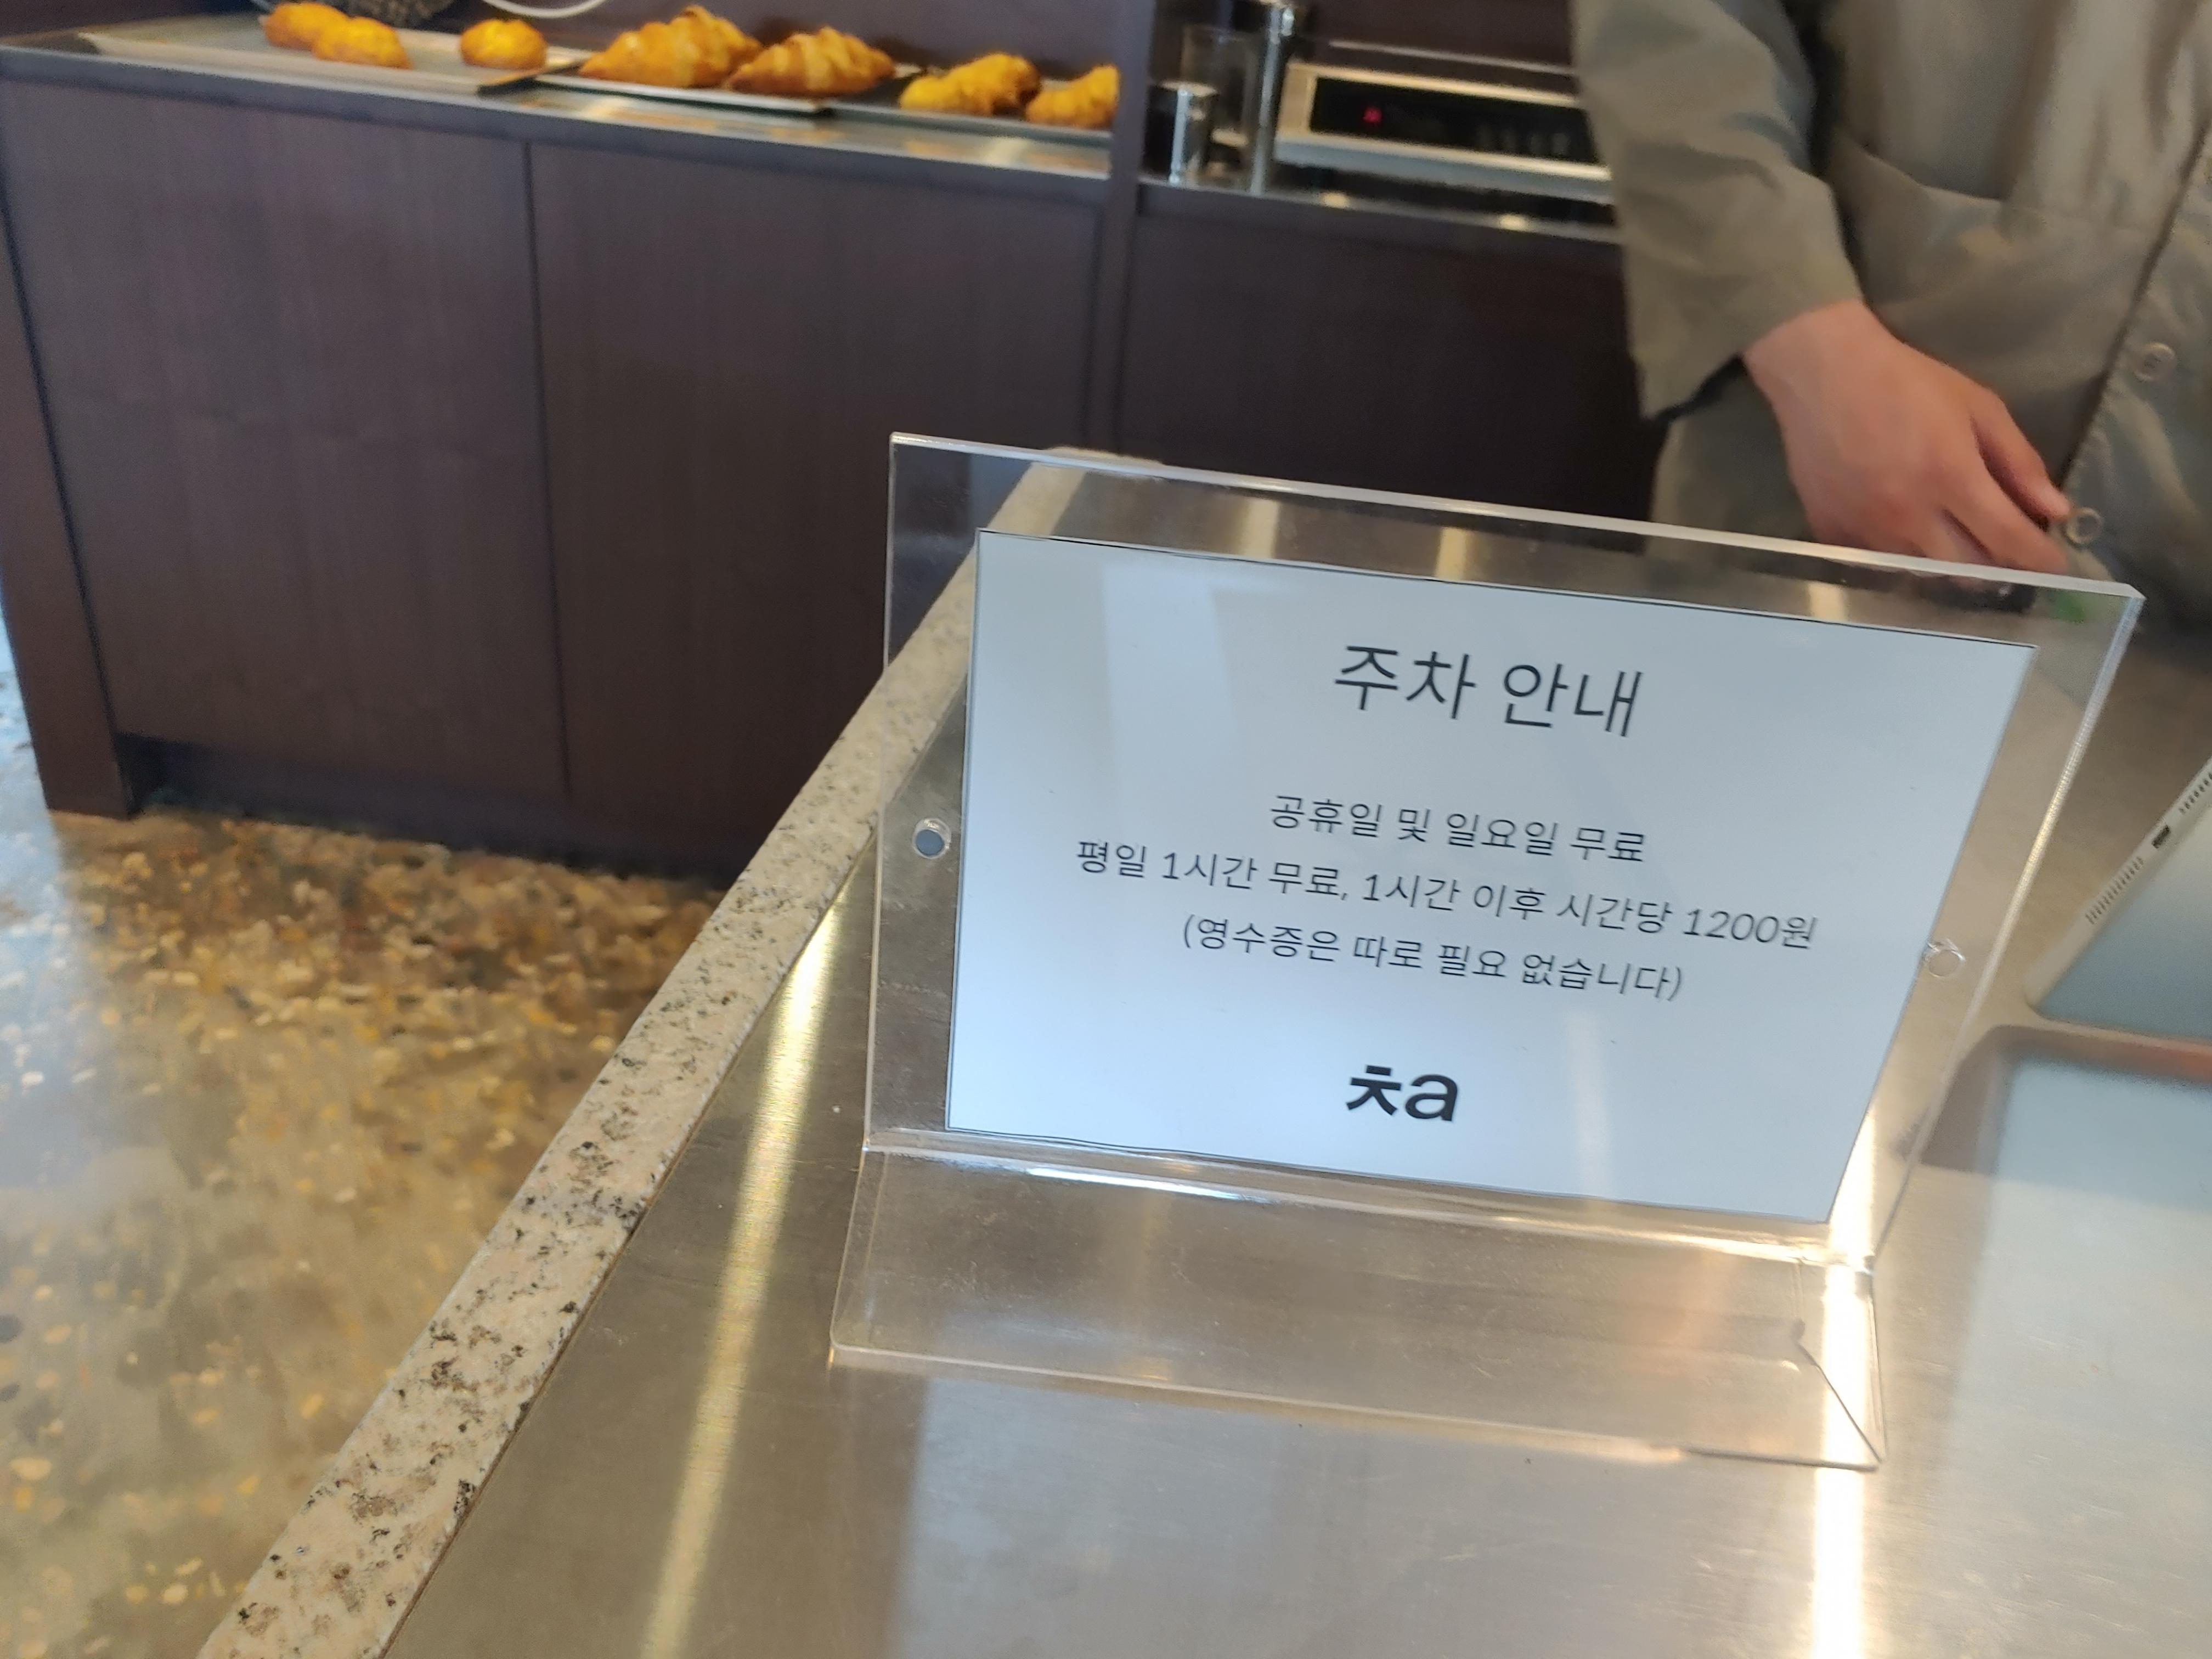 주차 안내
공휴일 및 일요일 무료
평일 1시간 무료, 1시간 이후 시간당 1200원
(영수증은 따로 필요 없습니다)
ㅊa